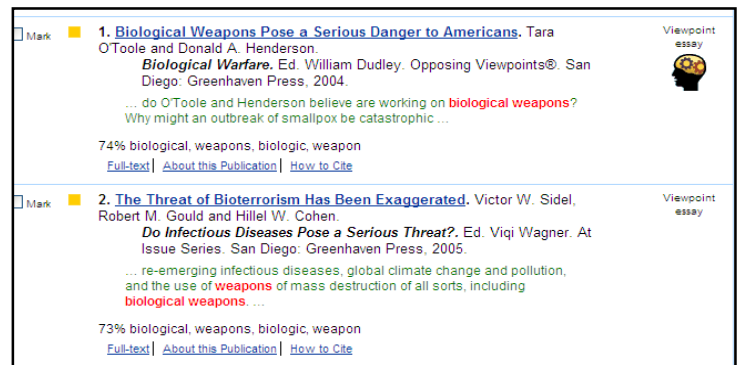 Mark 1. Biological Weapons Pose a Serious Danger to Americans. Tara Viewpoint
O'Toole and Donald A. Henderson. essay
Biological Warfare. Ed. William Dudley. Opposing Viewpoints®. San
Diego: Greenhaven Press, 2004.
... do O'Toole and Henderson believe are working on biological weapons?
Why might an outbreak of smallpox be catastrophic ...
74% biological, weapons, biologic, weapon
Full-text | About this Publication | How to Cite
Mark 2. The Threat of Bioterrorism Has Been Exaggerated. Victor W. Sidel, Viewpoint
Robert M. Gould and Hillel W. Cohen. essay
Do Infectious Diseases Pose a Serious Threat?. Ed. Viqi Wagner. At
Issue Series. San Diego: Greenhaven Press, 2005.
... re-emerging infectious diseases, global climate change and pollution,
and the use of weapons of mass destruction of all sorts, including
biological weapons. ...
73% biological, weapons, biologic, weapon
Full-text | About this Publication | How to Cite